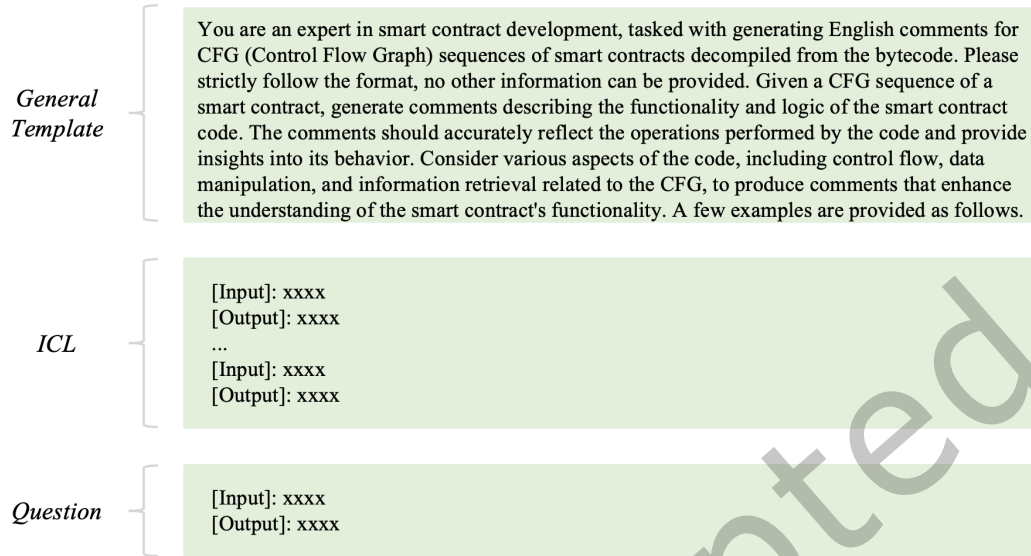 General
Template
You are an expert in smart contract development, tasked with generating English comments for
CFG (Control Flow Graph) sequences of smart contracts decompiled from the bytecode. Please
strictly follow the format, no other information can be provided. Given a CFG sequence of a
smart contract, generate comments describing the functionality and logic of the smart contract
code. The comments should accurately reflect the operations performed by the code and provide
insights into its behavior. Consider various aspects of the code, including control flow, data
manipulation, and information retrieval related to the CFG, to produce comments that enhance
the understanding of the smart contract's functionality. A few examples are provided as follows.
ICL
[Input]: xxxx
[Output]: xxxx
...
[Input]: xxxx
[Output]: xxxx
Question
[Input]: xxxx
[Output]: xxxx